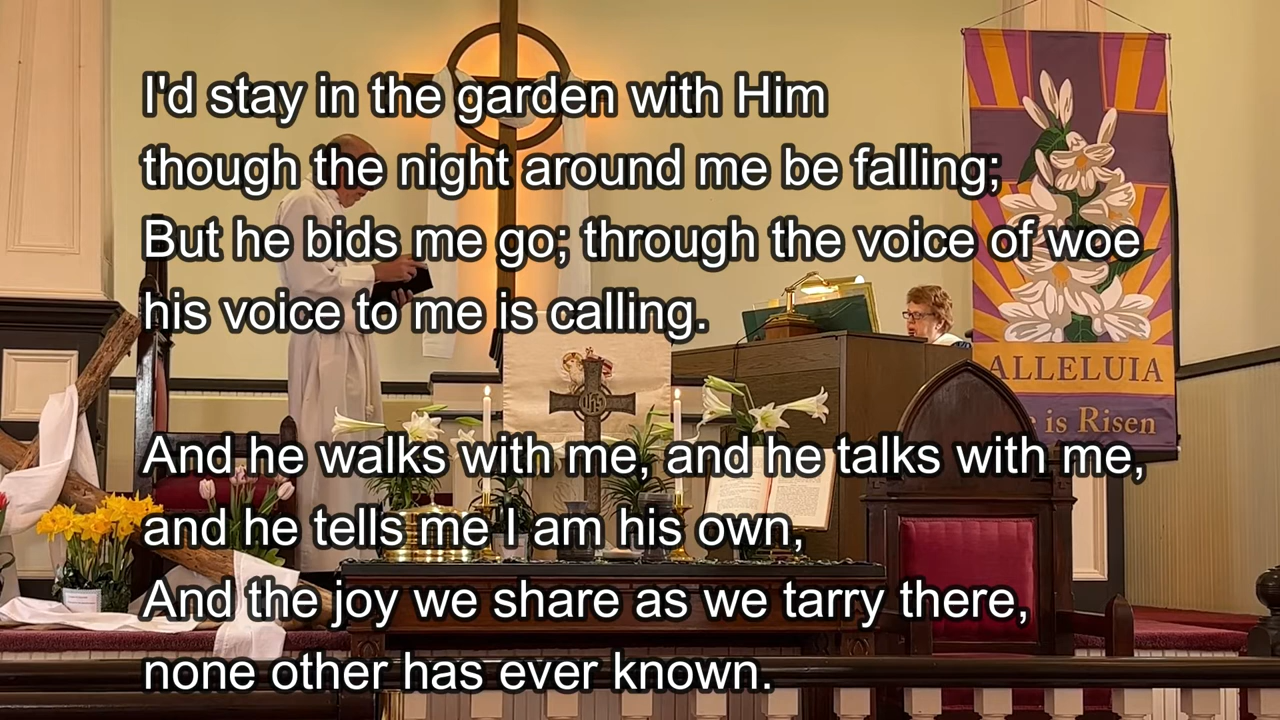 I'd stay in the garden with Him
though the night around me be falling;
But he bids me go; through the voice of woe
his voice to me is calling.
And he walks with me, and he talks with me,
and he tells me I am his own,
And the joy we share as we tarry there,
none other has ever known.
ALLELUIA
is Risen
ihs